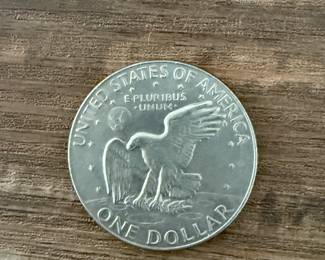 UNITED STATES OF AMERICA
E PLURIBUS
UNUM
ONE DOLLAR